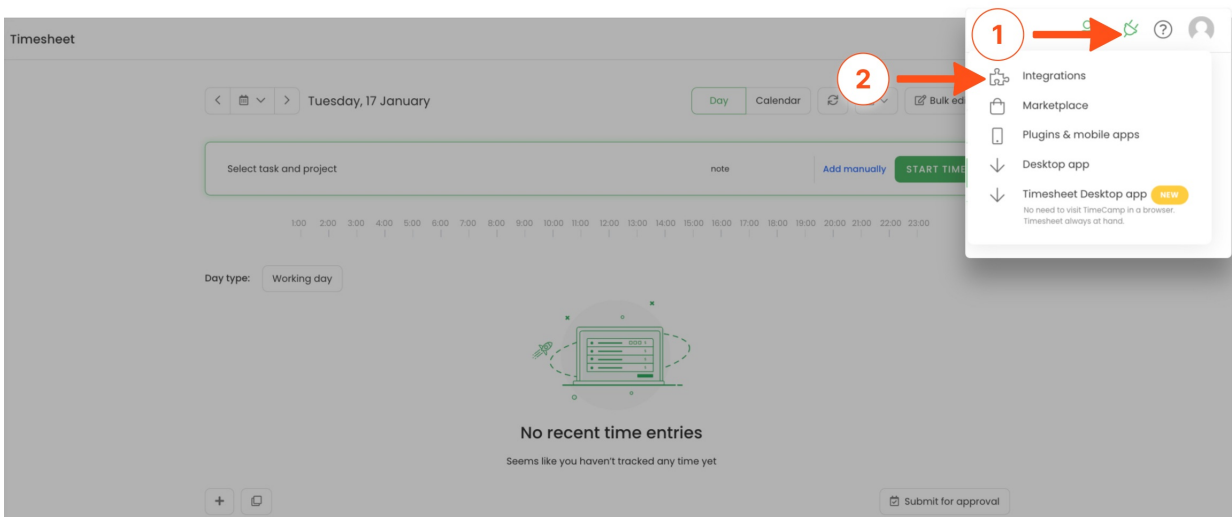 Timesheet
1
2
Integrations
Marketplace
Plugins & mobile apps
Desktop app
Timesheet Desktop app NEW
No need to visit TimeCamp in a browser.
Timesheet always at hand.
Tuesday, 17 January
Day Calendar Bulk
Select task and project note Add manually START
1:00 2:00 3:00 4:00 5:00 6:00 7:00 8:00 9:00 10:00 11:00 12:00 13:00 14:00 15:00 16:00 17:00 18:00 19:00 20:00 21:00 22:00 23:00
Day type: Working day
No recent time entries
Seems like you haven't tracked any time yet
Submit for approval